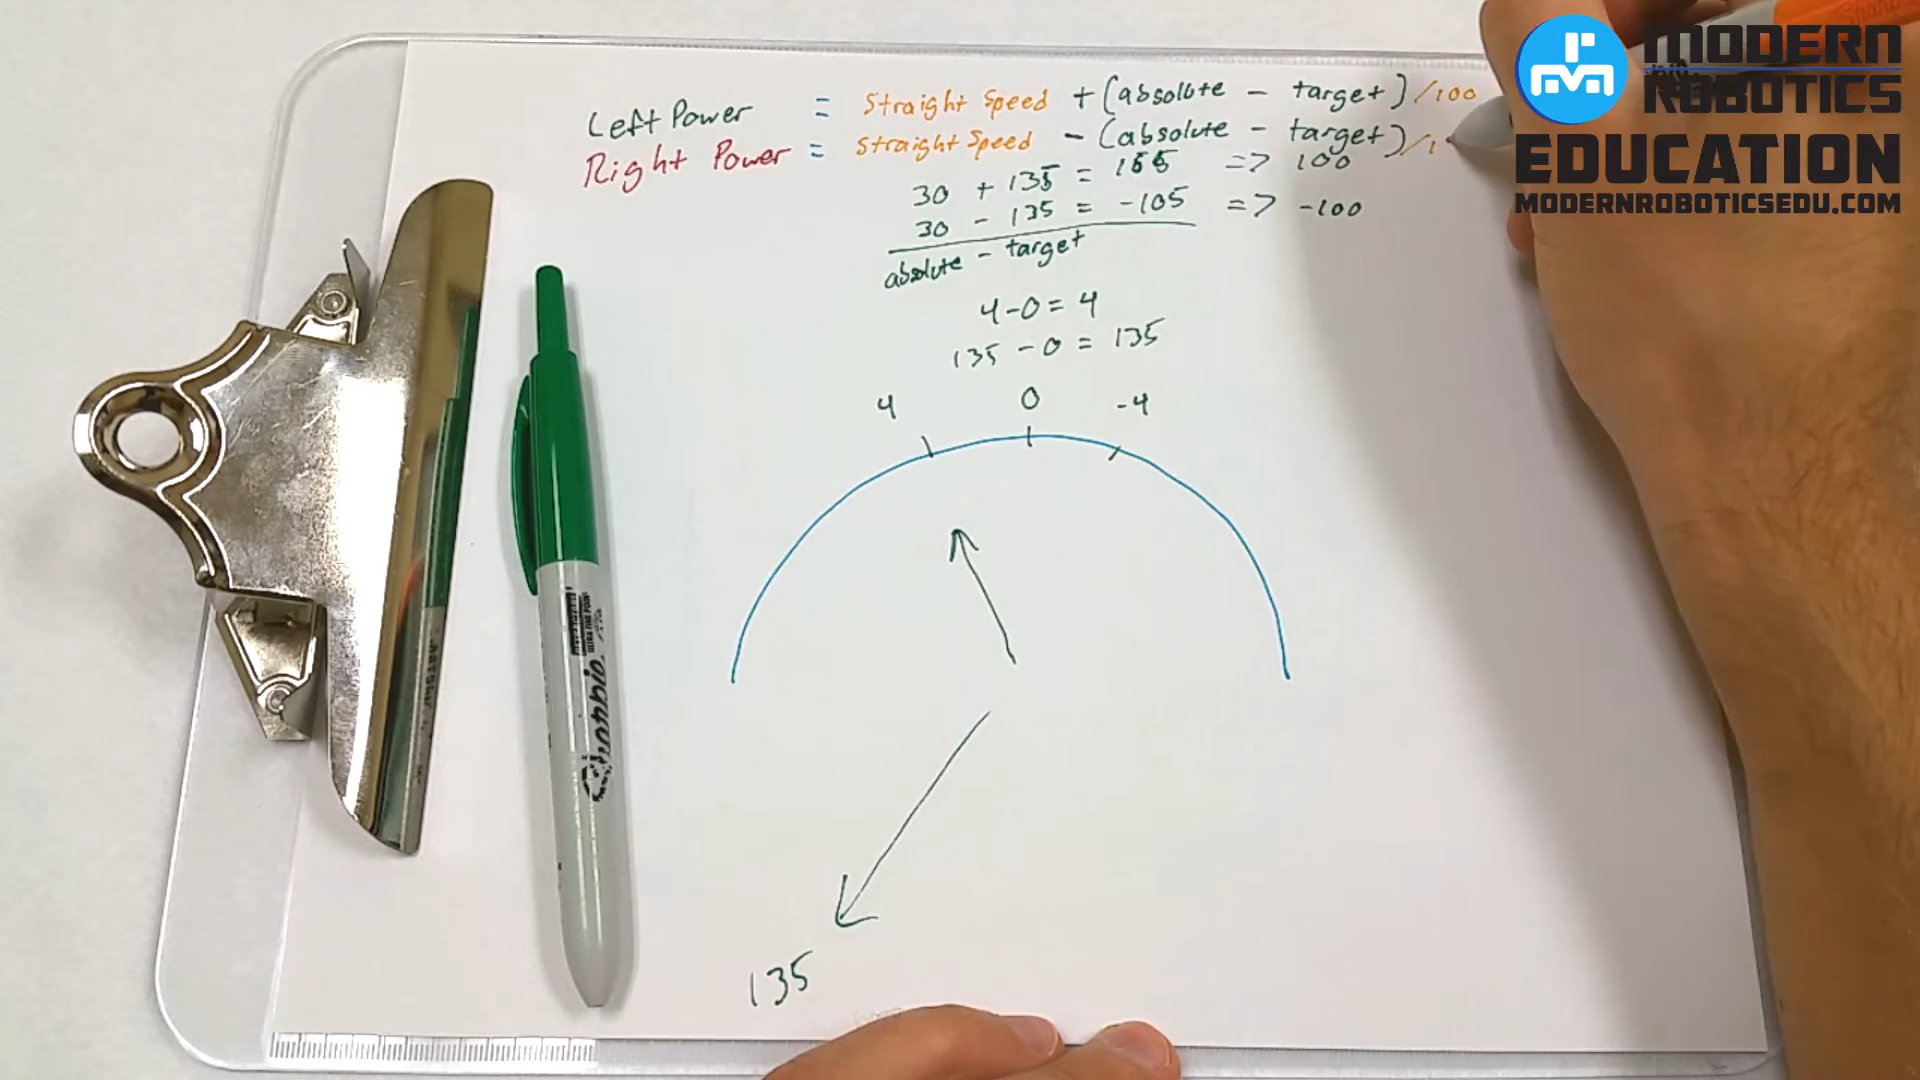 MODERN
ROBOTICS
EDUCATION
MODERNROBOTICSEDU.COM
Left Power = Straight Speed + (absolute - target) /100
Right Power = Straight Speed - (absolute - target) /1
30 + 135 = 165 => 100
30 - 135 = -105 => -100
absolute - target
4-0=4
135 - 0 = 135
4 0 -4
135
Sharpie